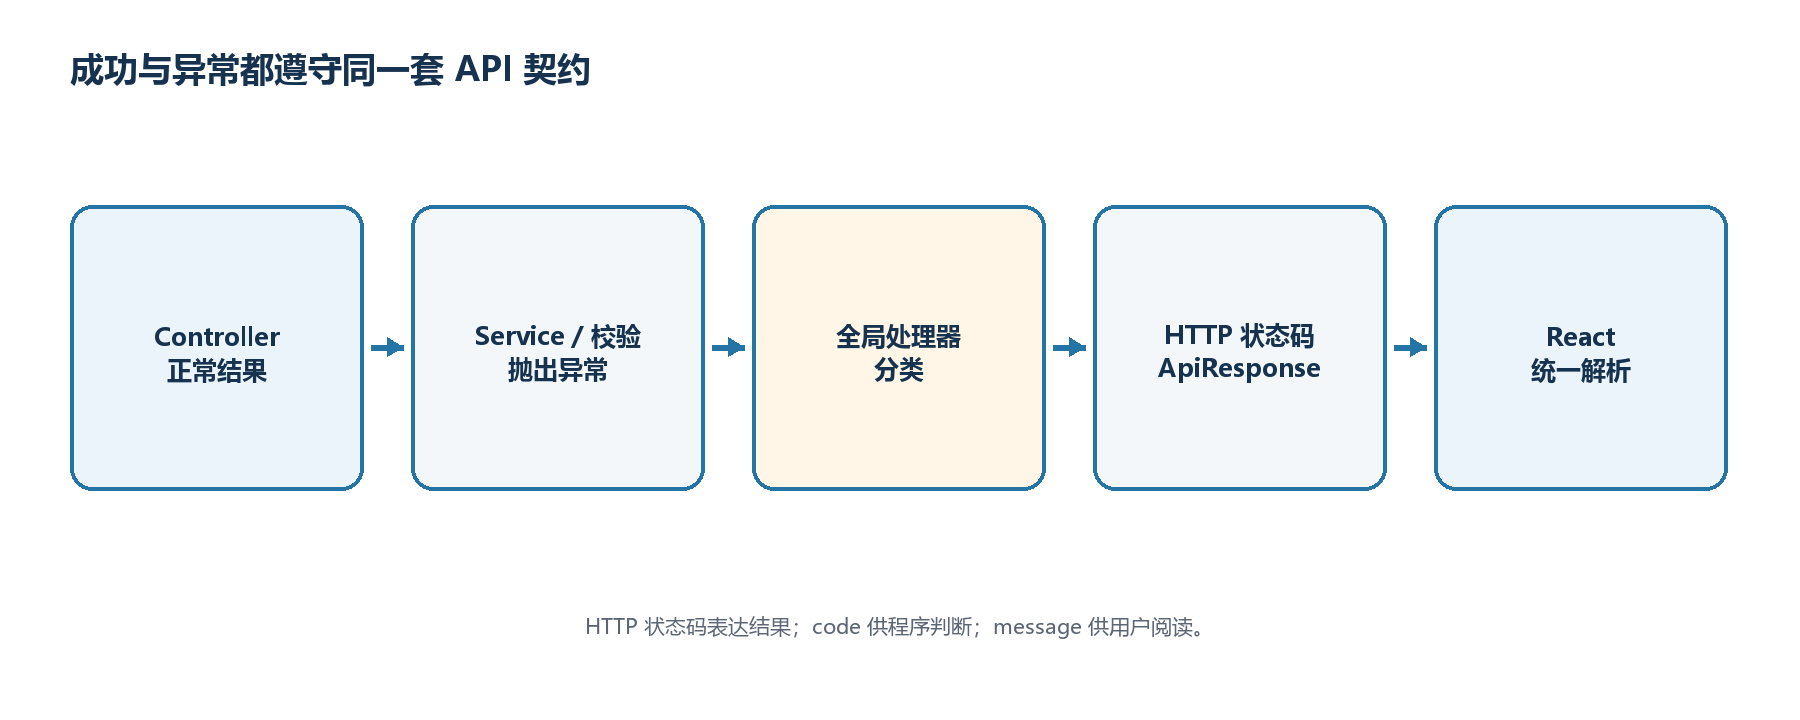 成功与异常都遵守同一套 API 契约
Controller
正常结果
Service / 校验
抛出异常
全局处理器
分类
HTTP 状态码
ApiResponse
React
统一解析
HTTP 状态码表达结果；code 供程序判断；message 供用户阅读。